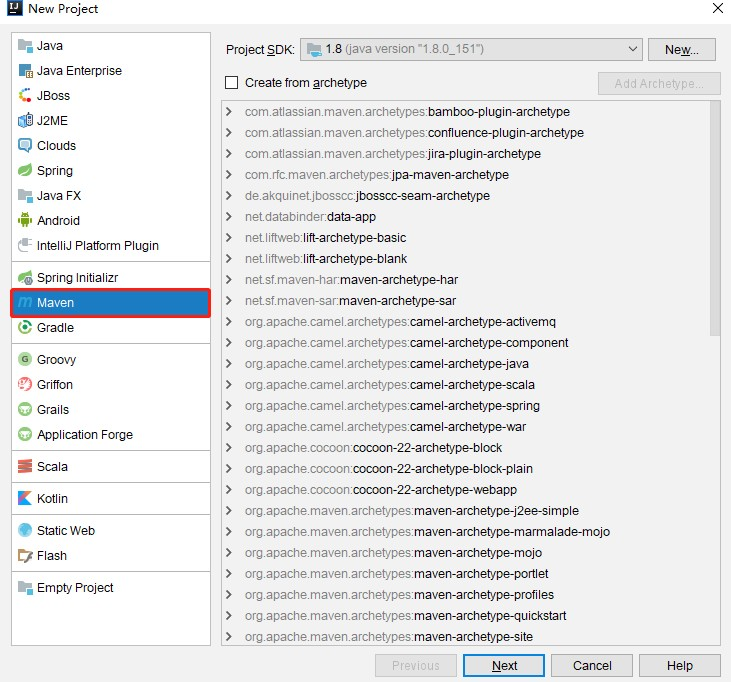 New Project
Java
Java Enterprise
JBoss
J2ME
Clouds
Spring
Java FX
Android
IntelliJ Platform Plugin
Spring Initializr
Maven
Gradle
Groovy
Griffon
Grails
Application Forge
Scala
Kotlin
Static Web
Flash
Empty Project
Project SDK: 1.8 (java version "1.8.0_151") New...
Create from archetype Add Archetype...
com.atlassian.maven.archetypes:bamboo-plugin-archetype
com.atlassian.maven.archetypes:confluence-plugin-archetype
com.atlassian.maven.archetypes:jira-plugin-archetype
com.rfc.maven.archetypes:jpa-maven-archetype
de.akquinet.jbosscc:jbosscc-seam-archetype
net.databinder:data-app
net.liftweb:lift-archetype-basic
net.liftweb:lift-archetype-blank
net.sf.maven-har:maven-archetype-har
net.sf.maven-sar:maven-archetype-sar
org.apache.camel.archetypes:camel-archetype-activemq
org.apache.camel.archetypes:camel-archetype-component
org.apache.camel.archetypes:camel-archetype-java
org.apache.camel.archetypes:camel-archetype-scala
org.apache.camel.archetypes:camel-archetype-spring
org.apache.camel.archetypes:camel-archetype-war
org.apache.cocoon:cocoon-22-archetype-block
org.apache.cocoon:cocoon-22-archetype-block-plain
org.apache.cocoon:cocoon-22-archetype-webapp
org.apache.maven.archetypes:maven-archetype-j2ee-simple
org.apache.maven.archetypes:maven-archetype-marmalade-mojo
org.apache.maven.archetypes:maven-archetype-mojo
org.apache.maven.archetypes:maven-archetype-portlet
org.apache.maven.archetypes:maven-archetype-profiles
org.apache.maven.archetypes:maven-archetype-quickstart
org.apache.maven.archetypes:maven-archetype-site
Previous Next Cancel Help